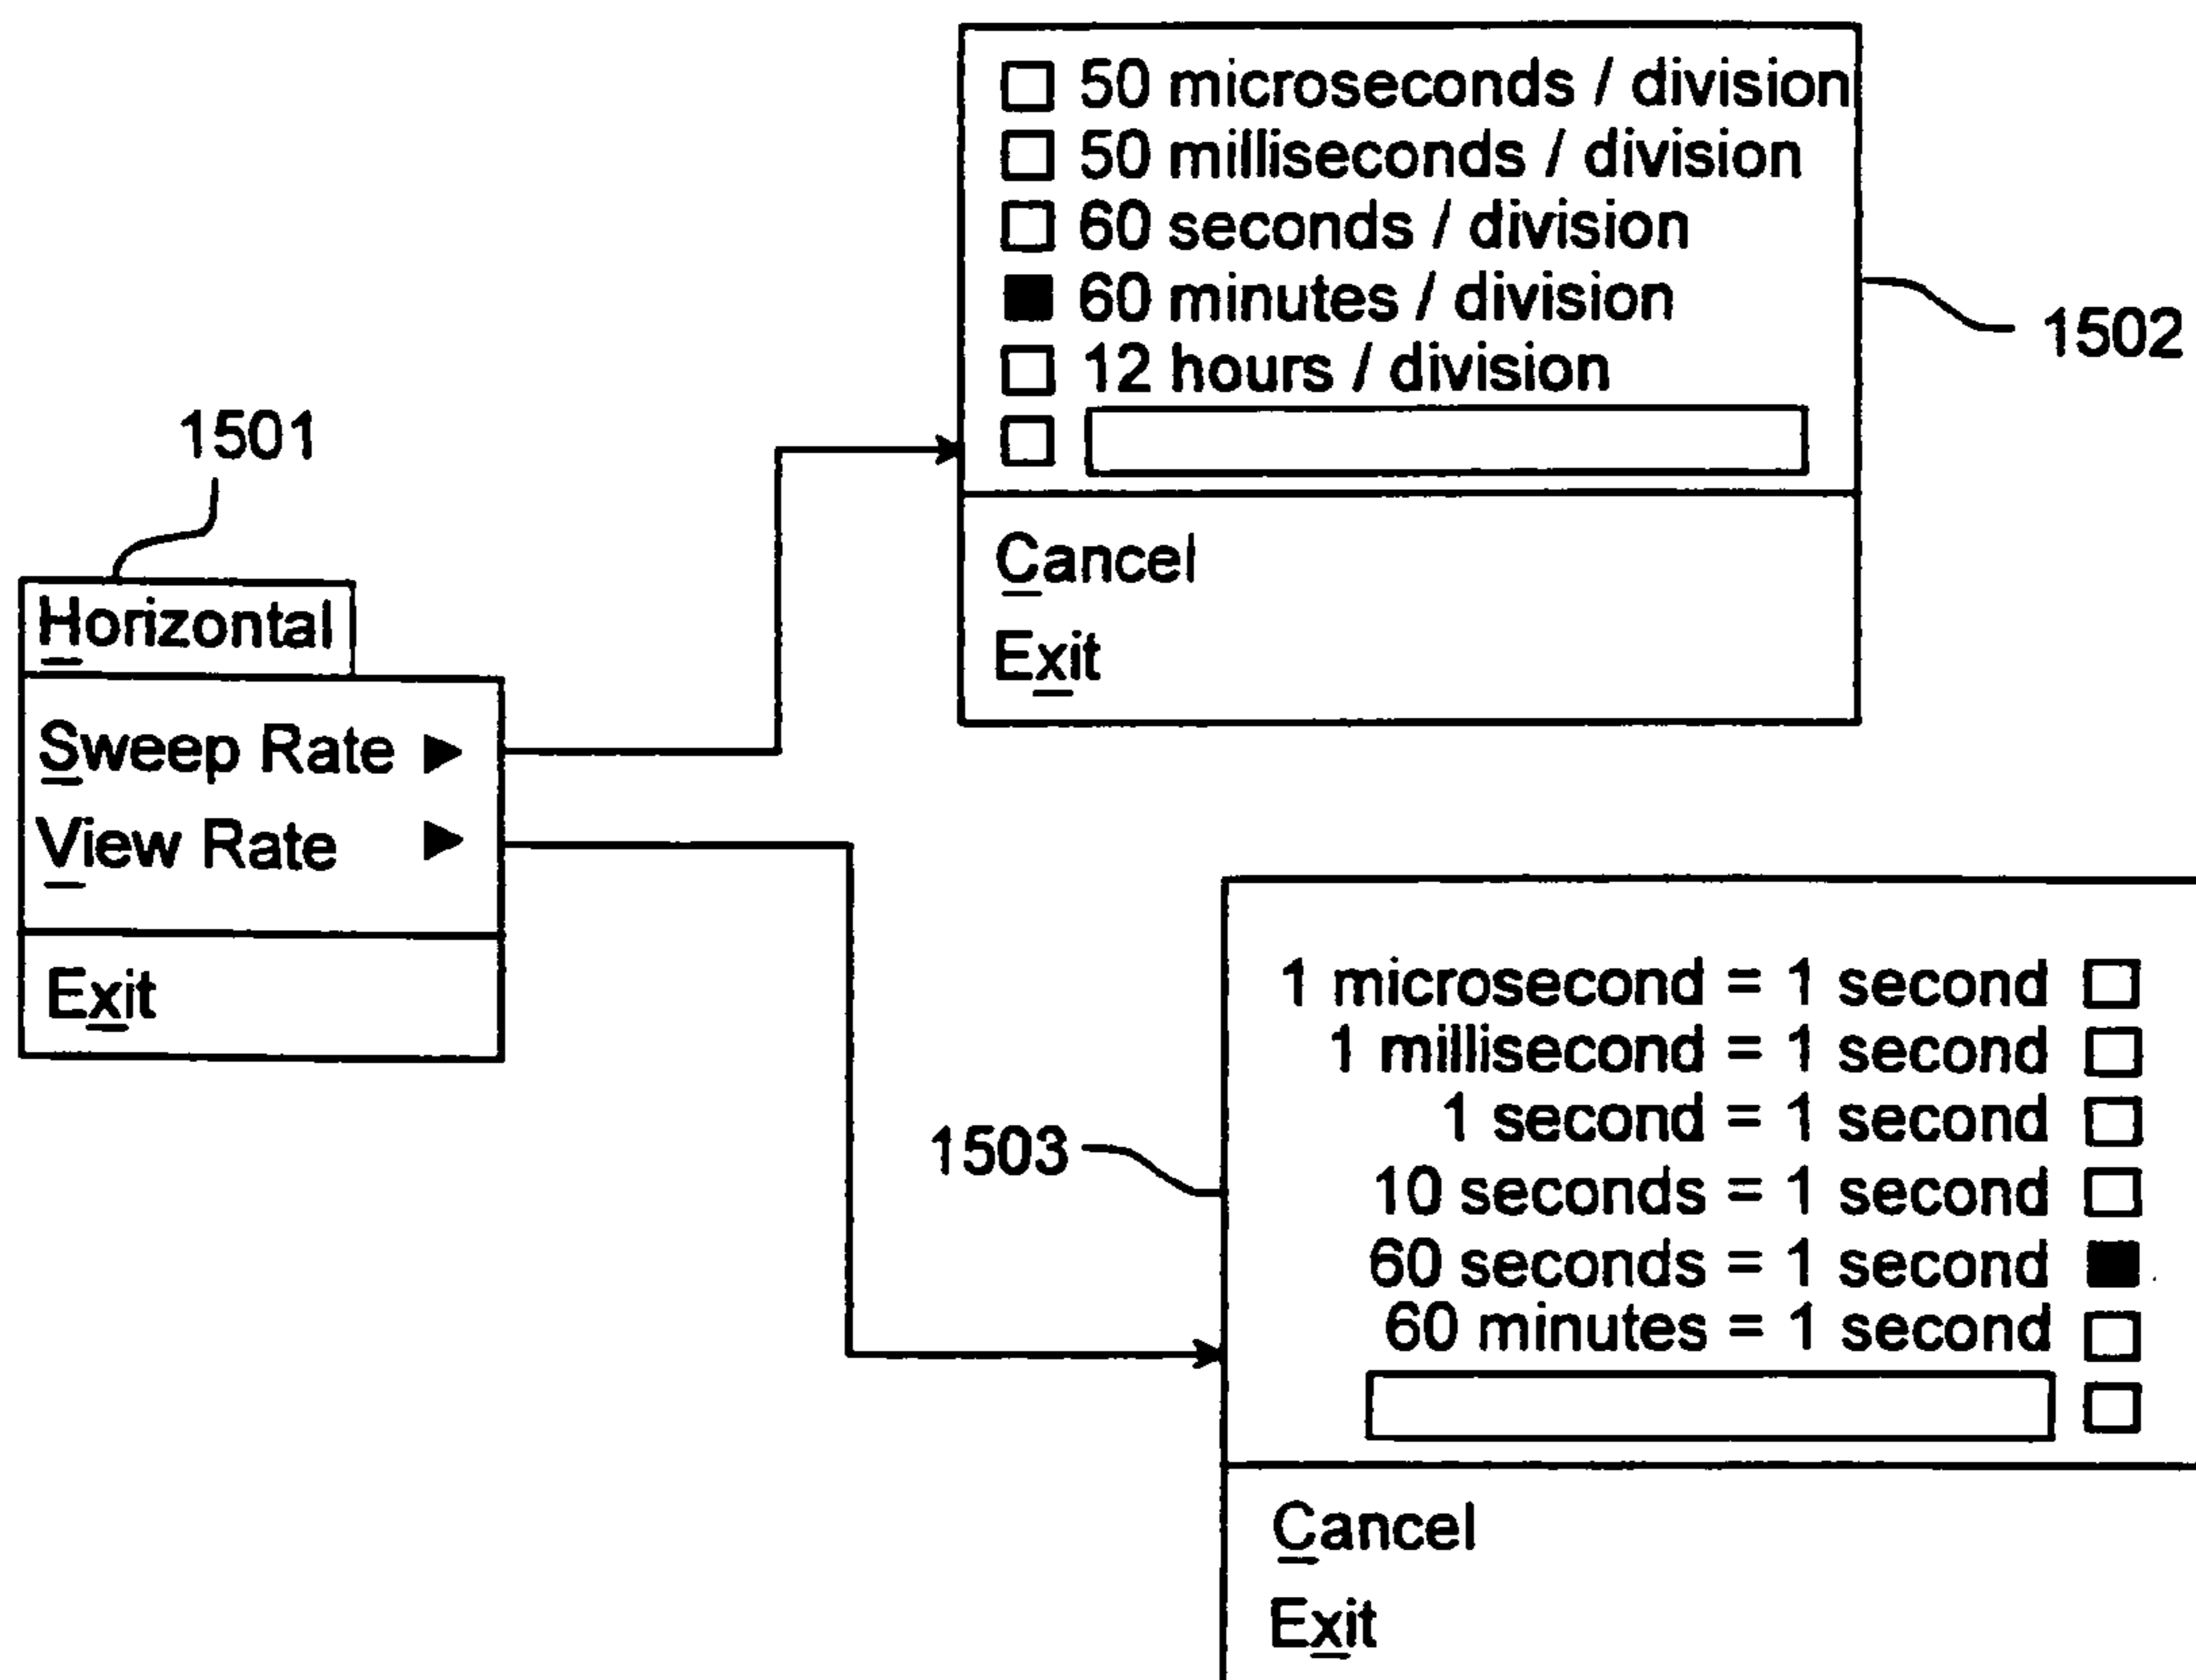 50 microseconds / division
50 milliseconds / division
60 seconds / division
60 minutes / division
12 hours / division
Cancel
Exit
1502
1501
Horizontal
Sweep Rate
View Rate
Exit
1503
1 microsecond = 1 second
1 millisecond = 1 second
1 second = 1 second
10 seconds = 1 second
60 seconds = 1 second
60 minutes = 1 second
Cancel
Exit